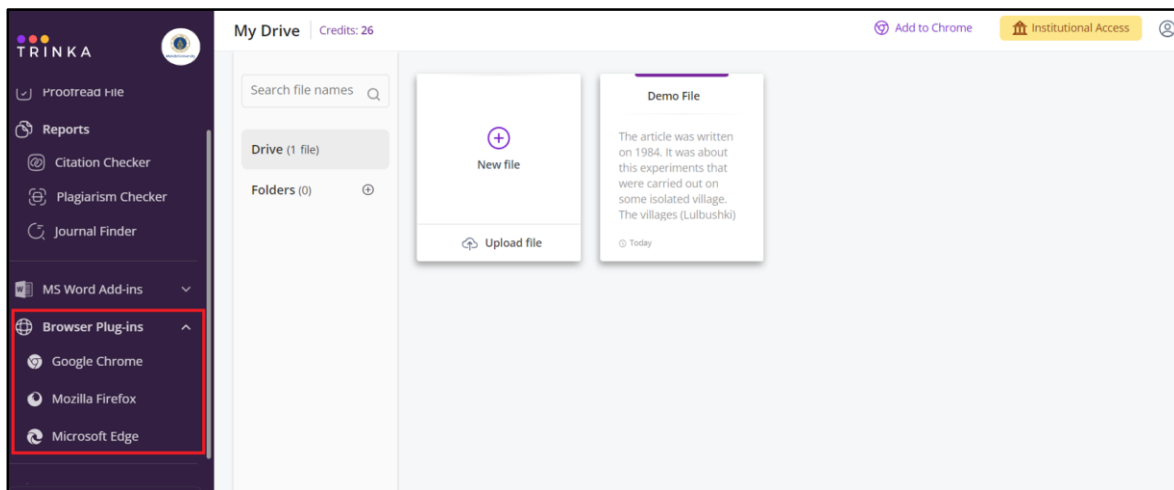 TRINKA
Proofread File
Reports
Citation Checker
Plagiarism Checker
Journal Finder
MS Word Add-ins
Browser Plug-ins
Google Chrome
Mozilla Firefox
Microsoft Edge
My Drive Credits: 26
Add to Chrome
Institutional Access
Search file names
Drive (1 file)
Folders (0)
New file
Upload file
Demo File
The article was written
on 1984. It was about
this experiments that
were carried out on
some isolated village.
The villages (Lulbushki)
Today